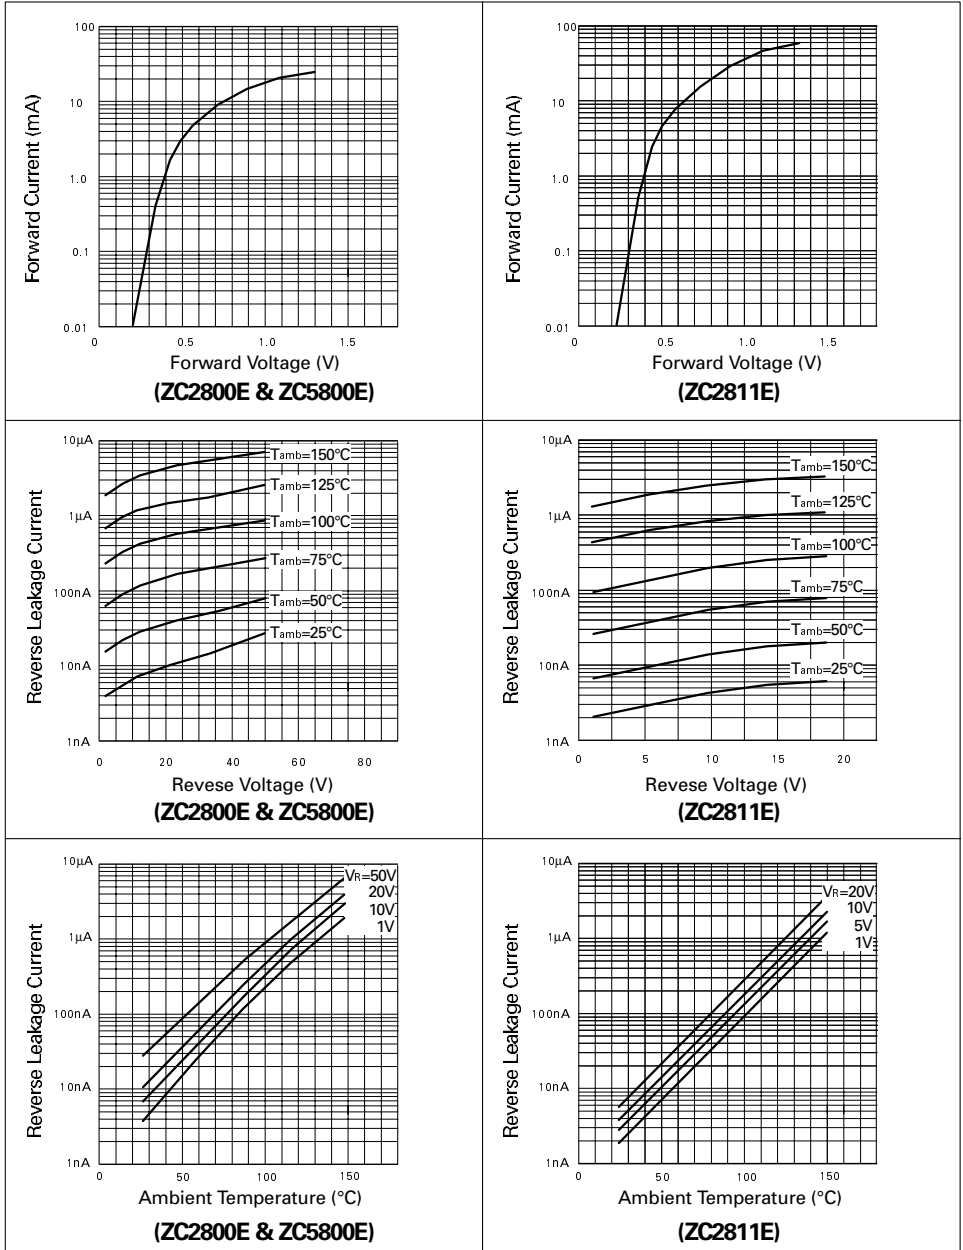 100
10
1.0
0.1
0.01
Forward Current (mA)
0
0.5
1.0
1.5
Forward Voltage (V)
(ZC2800E & ZC5800E)
100
10
1.0
0.1
0.01
Forward Current (mA)
0
0.5
1.0
1.5
Forward Voltage (V)
(ZC2811E)
10µA
1µA
100nA
10nA
1nA
Reverse Leakage Current
Tamb=150°C
Tamb=125°C
Tamb=100°C
Tamb=75°C
Tamb=50°C
Tamb=25°C
0
20
40
60
80
Revese Voltage (V)
(ZC2800E & ZC5800E)
10µA
1µA
100nA
10nA
1nA
Reverse Leakage Current
Tamb=150°C
Tamb=125°C
Tamb=100°C
Tamb=75°C
Tamb=50°C
Tamb=25°C
0
5
10
15
20
Revese Voltage (V)
(ZC2811E)
10µA
1µA
100nA
10nA
1nA
Reverse Leakage Current
VR=50V
20V
10V
1V
0
50
100
150
Ambient Temperature (°C)
(ZC2800E & ZC5800E)
10µA
1µA
100nA
10nA
1nA
Reverse Leakage Current
VR=20V
10V
5V
1V
0
50
100
150
Ambient Temperature (°C)
(ZC2811E)